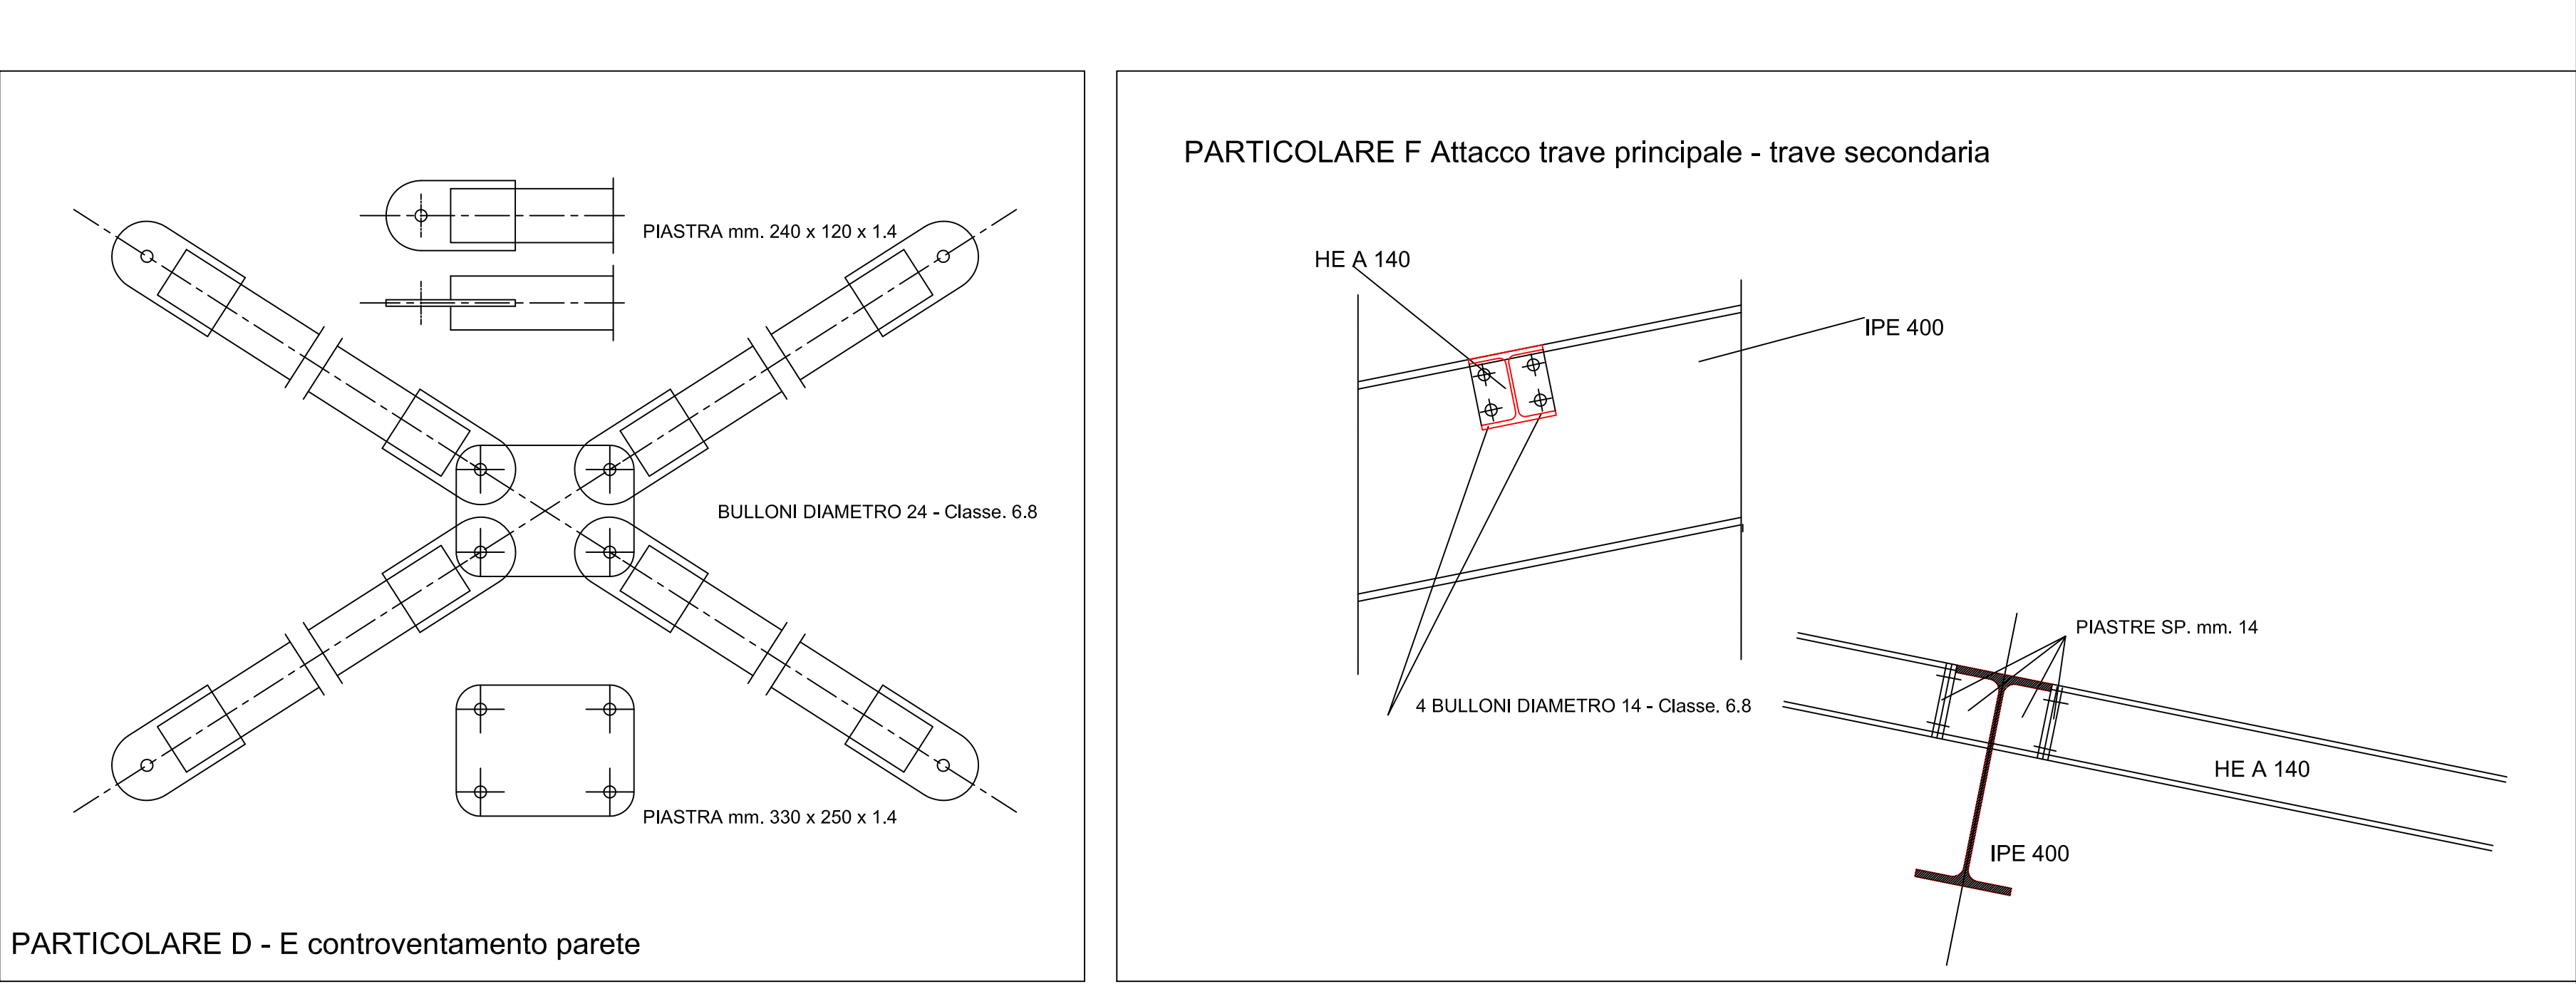 PIASTRA mm. 240 x 120 x 1.4
BULLONI DIAMETRO 24 - Classe. 6.8
PIASTRA mm. 330 x 250 x 1.4
PARTICOLARE D - E controventamento parete
PARTICOLARE F Attacco trave principale - trave secondaria
HE A 140
IPE 400
4 BULLONI DIAMETRO 14 - Classe. 6.8
PIASTRE SP. mm. 14
HE A 140
IPE 400